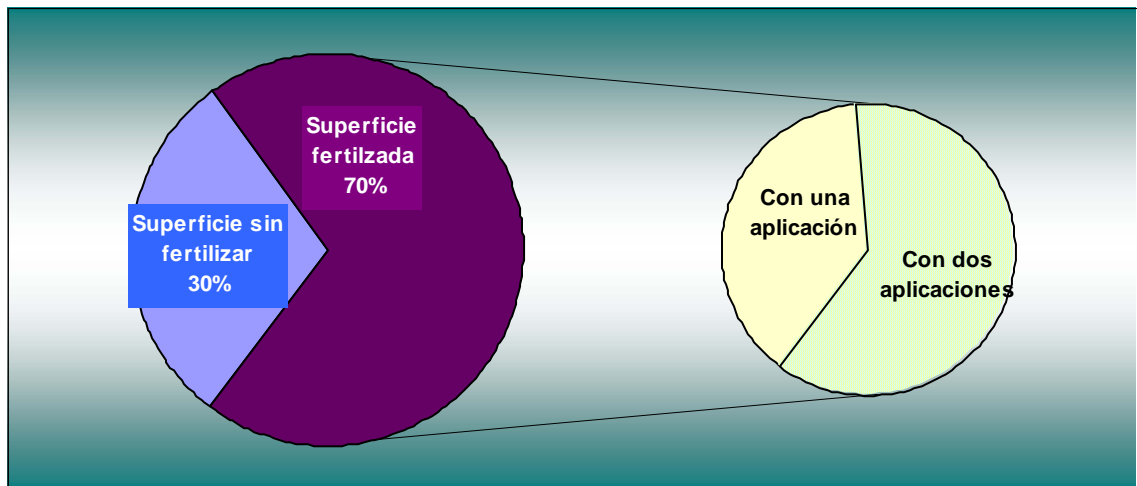 Superficie
fertilzada
70%
Superficie sin
fertilizar
30%
Con una
aplicación
Con dos
aplicaciones